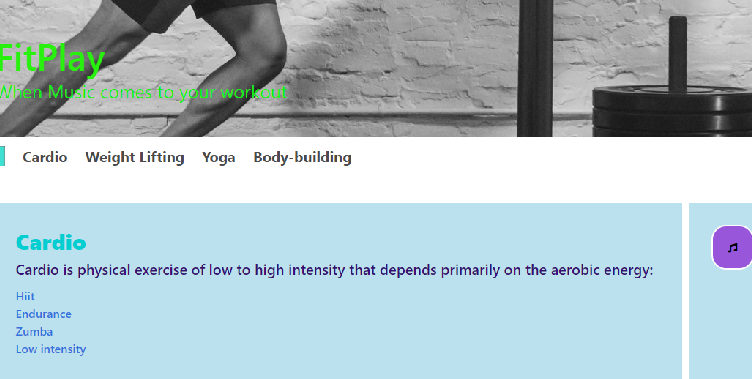 FitPlay
When Music comes to your workout
Cardio Weight Lifting Yoga Body-building
Cardio
Cardio is physical exercise of low to high intensity that depends primarily on the aerobic energy:
Hiit
Endurance
Zumba
Low intensity